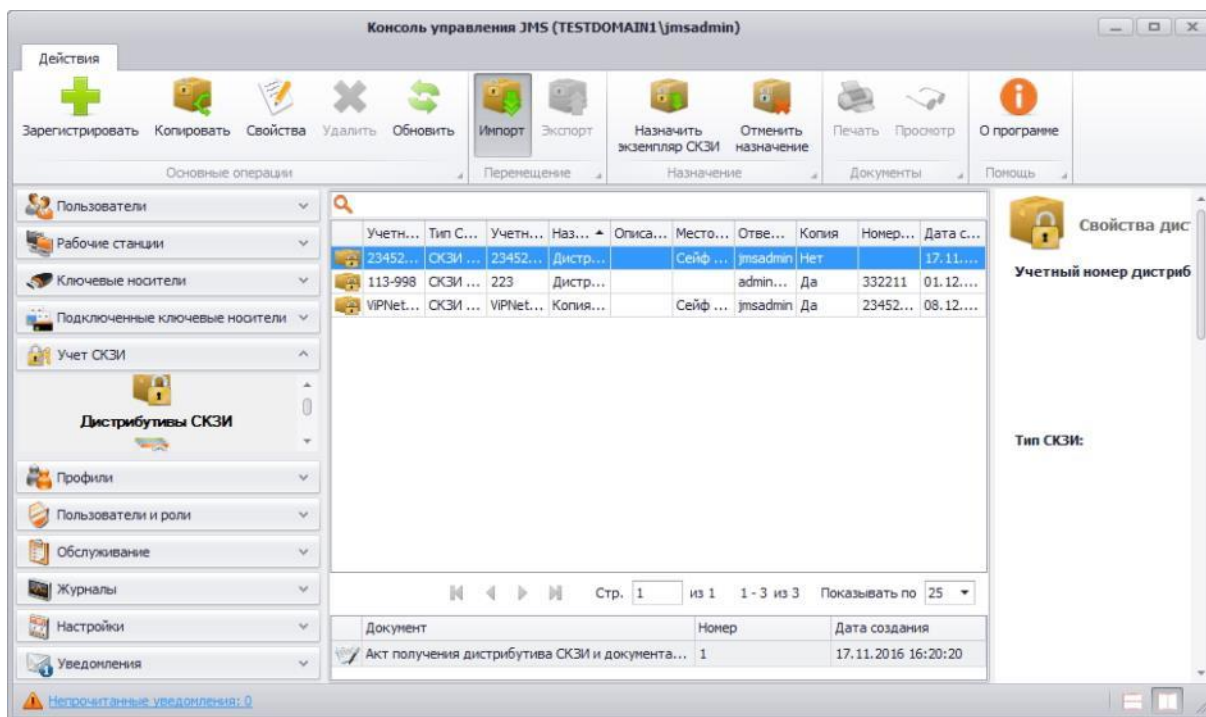 Консоль управления JMS (TESTDOMAIN1\jmsadmin)
Действия
Зарегистрировать Копировать Свойства Удалить Обновить Импорт Экспорт Назначить экземпляр СКЗИ Отменить назначение Печать Просмотр О программе
Основные операции Перемещение Назначение Документы Помощь
Пользователи
Рабочие станции
Ключевые носители
Подключенные ключевые носители
Учет СКЗИ
Дистрибутивы СКЗИ
Профили
Пользователи и роли
Обслуживание
Журналы
Настройки
Уведомления
Учетн... Тип С... Учетн... Наз... Описа... Место... Отве... Копия Номер... Дата с...
23452... СКЗИ ... 23452... Дистр... Сейф ... jmsadmin Нет 17.11....
113-998 СКЗИ ... 223 Дистр... admin... Да 332211 01.12....
ViPNet... СКЗИ ... ViPNet... Копия... Сейф ... jmsadmin Да 23452... 08.12....
Стр. 1 из 1 1 - 3 из 3 Показывать по 25
Документ Номер Дата создания
Акт получения дистрибутива СКЗИ и документа... 1 17.11.2016 16:20:20
Свойства дис
Учетный номер дистриб
Тип СКЗИ:
Непрочитанные уведомления: 0